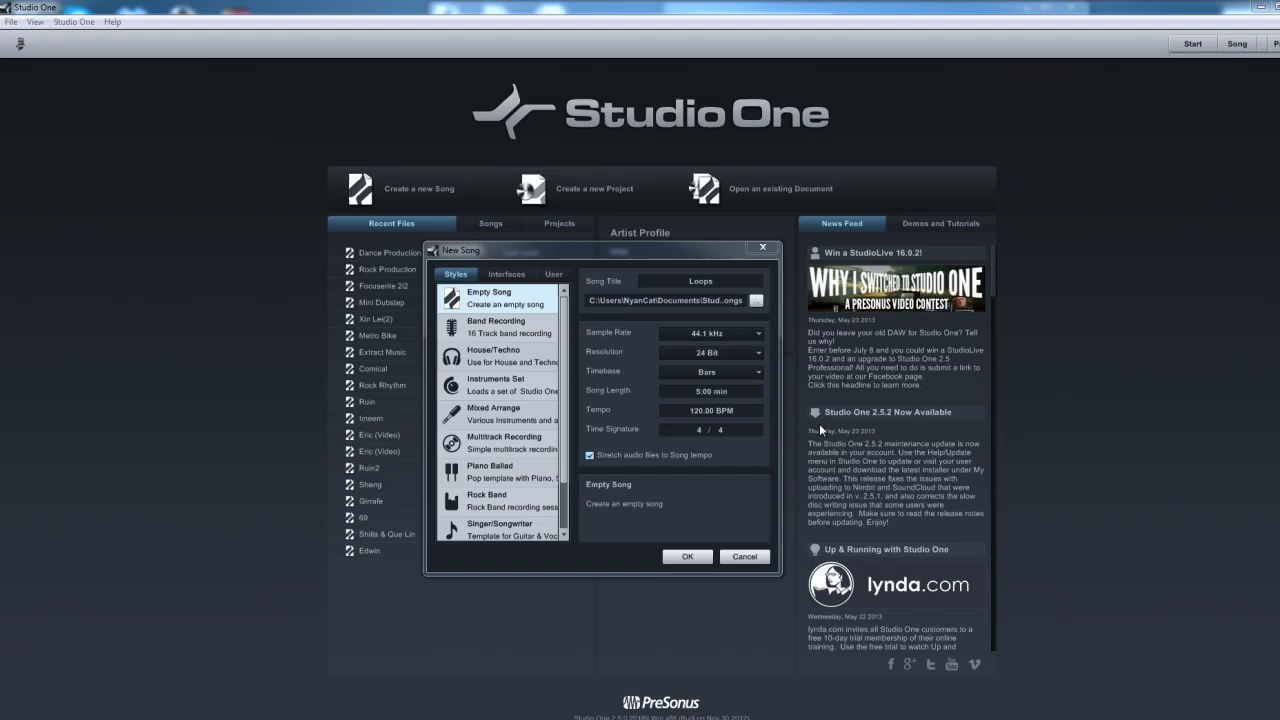 Studio One
File View Studio One Help
Start Song
Studio One
Create a new Song Create a new Project Open an existing Document
Recent Files Songs Projects
Dance Production
Rock Production
Focuserite 2i2
Mini Dubstep
Xin Lei(2)
Metro Bike
Extract Music
Comical
Rock Rhythm
Ruin
Imeem
Eric (Video)
Eric (Video)
Ruin2
Sheng
Girrafe
69
Shilla & Que Lin
Edwin
Artist Profile
New Song
Styles Interfaces User
Empty Song
Create an empty song
Band Recording
16 Track band recording
House/Techno
Use for House and Techn
Instruments Set
Loads a set of Studio One
Mixed Arrange
Various Instruments and a
Multitrack Recording
Simple multitrack recording
Piano Ballad
Pop template with Piano, S
Rock Band
Rock Band recording sess
Singer/Songwriter
Template for Guitar & Voc
Song Title Loops
C:\Users\NyanCat\Documents\Stud..ongs ...
Sample Rate 44.1 kHz
Resolution 24 Bit
Timebase Bars
Song Length 5:00 min
Tempo 120.00 BPM
Time Signature 4 / 4
Stretch audio files to Song tempo
Empty Song
Create an empty song
OK Cancel
News Feed Demos and Tutorials
Win a StudioLive 16.0.2!
WHY I SWITCHED TO STUDIO ONE
A PRESONUS VIDEO CONTEST
Thursday, May 23 2013
Did you leave your old DAW for Studio One? Tell
us why!
Enter before July 8 and you could win a StudioLive
16.0.2 and an upgrade to Studio One 2.5
Professional! All you need to do is submit a link to
your video at our Facebook page.
Click this headline to learn more.
Studio One 2.5.2 Now Available
Thursday, May 23 2013
The Studio One 2.5.2 maintenance update is now
available in your account. Use the Help/Update
menu in Studio One to update or visit your user
account and download the latest installer under My
Software. This release fixes the issues with
uploading to Nimbit and SoundCloud that were
introduced in v. 2.5.1, and also corrects the slow
disc writing issue that some users were
experiencing. Make sure to read the release notes
before updating. Enjoy!
Up & Running with Studio One
lynda.com
Wednesday, May 22 2013
lynda.com invites all Studio One customers to a
free 10-day trial membership of their online
training. Use the free trial to watch Up and
PreSonus